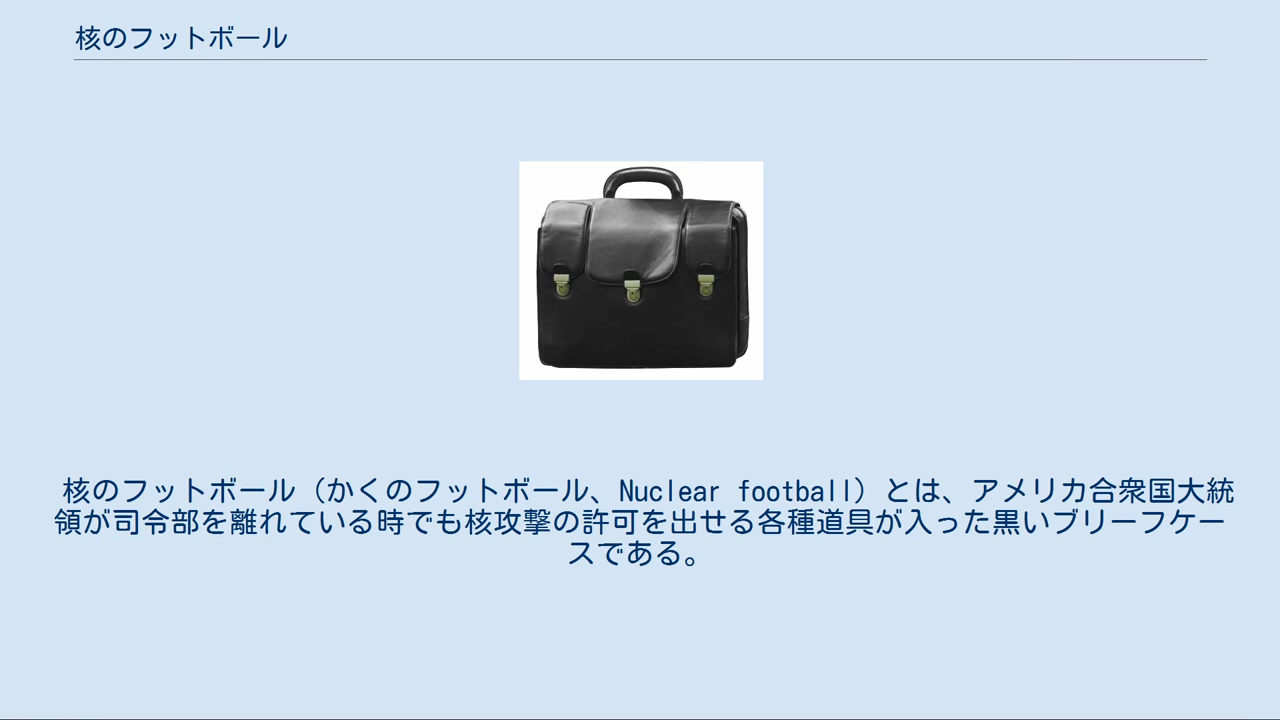 核のフットボール
核のフットボール（かくのフットボール、Nuclear football）とは、アメリカ合衆国大統
領が司令部を離れている時でも核攻撃の許可を出せる各種道具が入った黒いブリーフケー
スである。